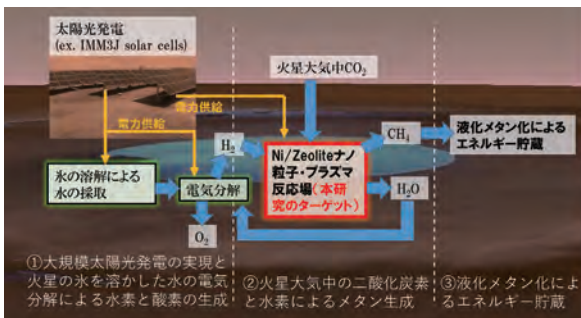 太陽光発電
(ex. IMM3J solar cells)
火星大気中CO₂
電力供給
電力供給
H₂
CH₄
液化メタン化による
エネルギー貯蔵
Ni/Zeoliteナノ
粒子・プラズマ
反応場(本研
究のターゲット)
氷の溶解による
水の採取
電気分解
H₂O
O₂
①大規模太陽光発電の実現と
火星の氷を溶かした水の電気
分解による水素と酸素の生成
②火星大気中の二酸化炭素
と水素によるメタン生成
③液化メタン化によ
るエネルギー貯蔵